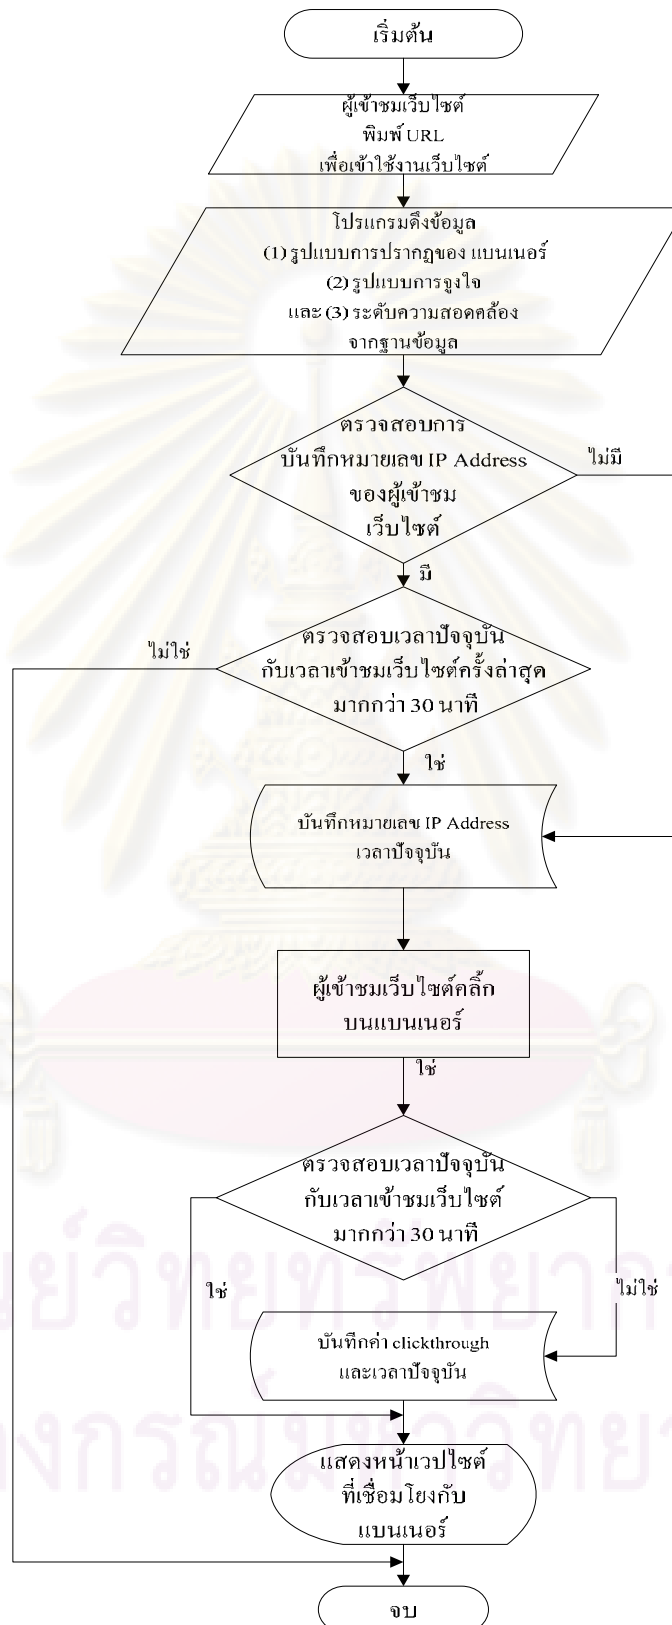 เริ่มต้น
ผู้เข้าชมเว็บไซต์
พิมพ์ URL
เพื่อเข้าใช้งานเว็บไซต์
โปรแกรมดึงข้อมูล
(1) รูปแบบการปรากฏของ แบนเนอร์
(2) รูปแบบการจูงใจ
และ (3) ระดับความสอดคล้อง
จากฐานข้อมูล
ตรวจสอบการ
บันทึกหมายเลข IP Address
ของผู้เข้าชม
เว็บไซต์
ไม่มี
มี
ตรวจสอบเวลาปัจจุบัน
กับเวลาเข้าชมเว็บไซต์ครั้งล่าสุด
มากกว่า 30 นาที
ไม่ใช่
ใช่
บันทึกหมายเลข IP Address
เวลาปัจจุบัน
ผู้เข้าชมเว็บไซต์คลิ้ก
บนแบนเนอร์
ใช่
ตรวจสอบเวลาปัจจุบัน
กับเวลาเข้าชมเว็บไซต์
มากกว่า 30 นาที
ใช่
ไม่ใช่
บันทึกค่า clickthrough
และเวลาปัจจุบัน
แสดงหน้าเวปไซต์
ที่เชื่อมโยงกับ
แบนเนอร์
จบ